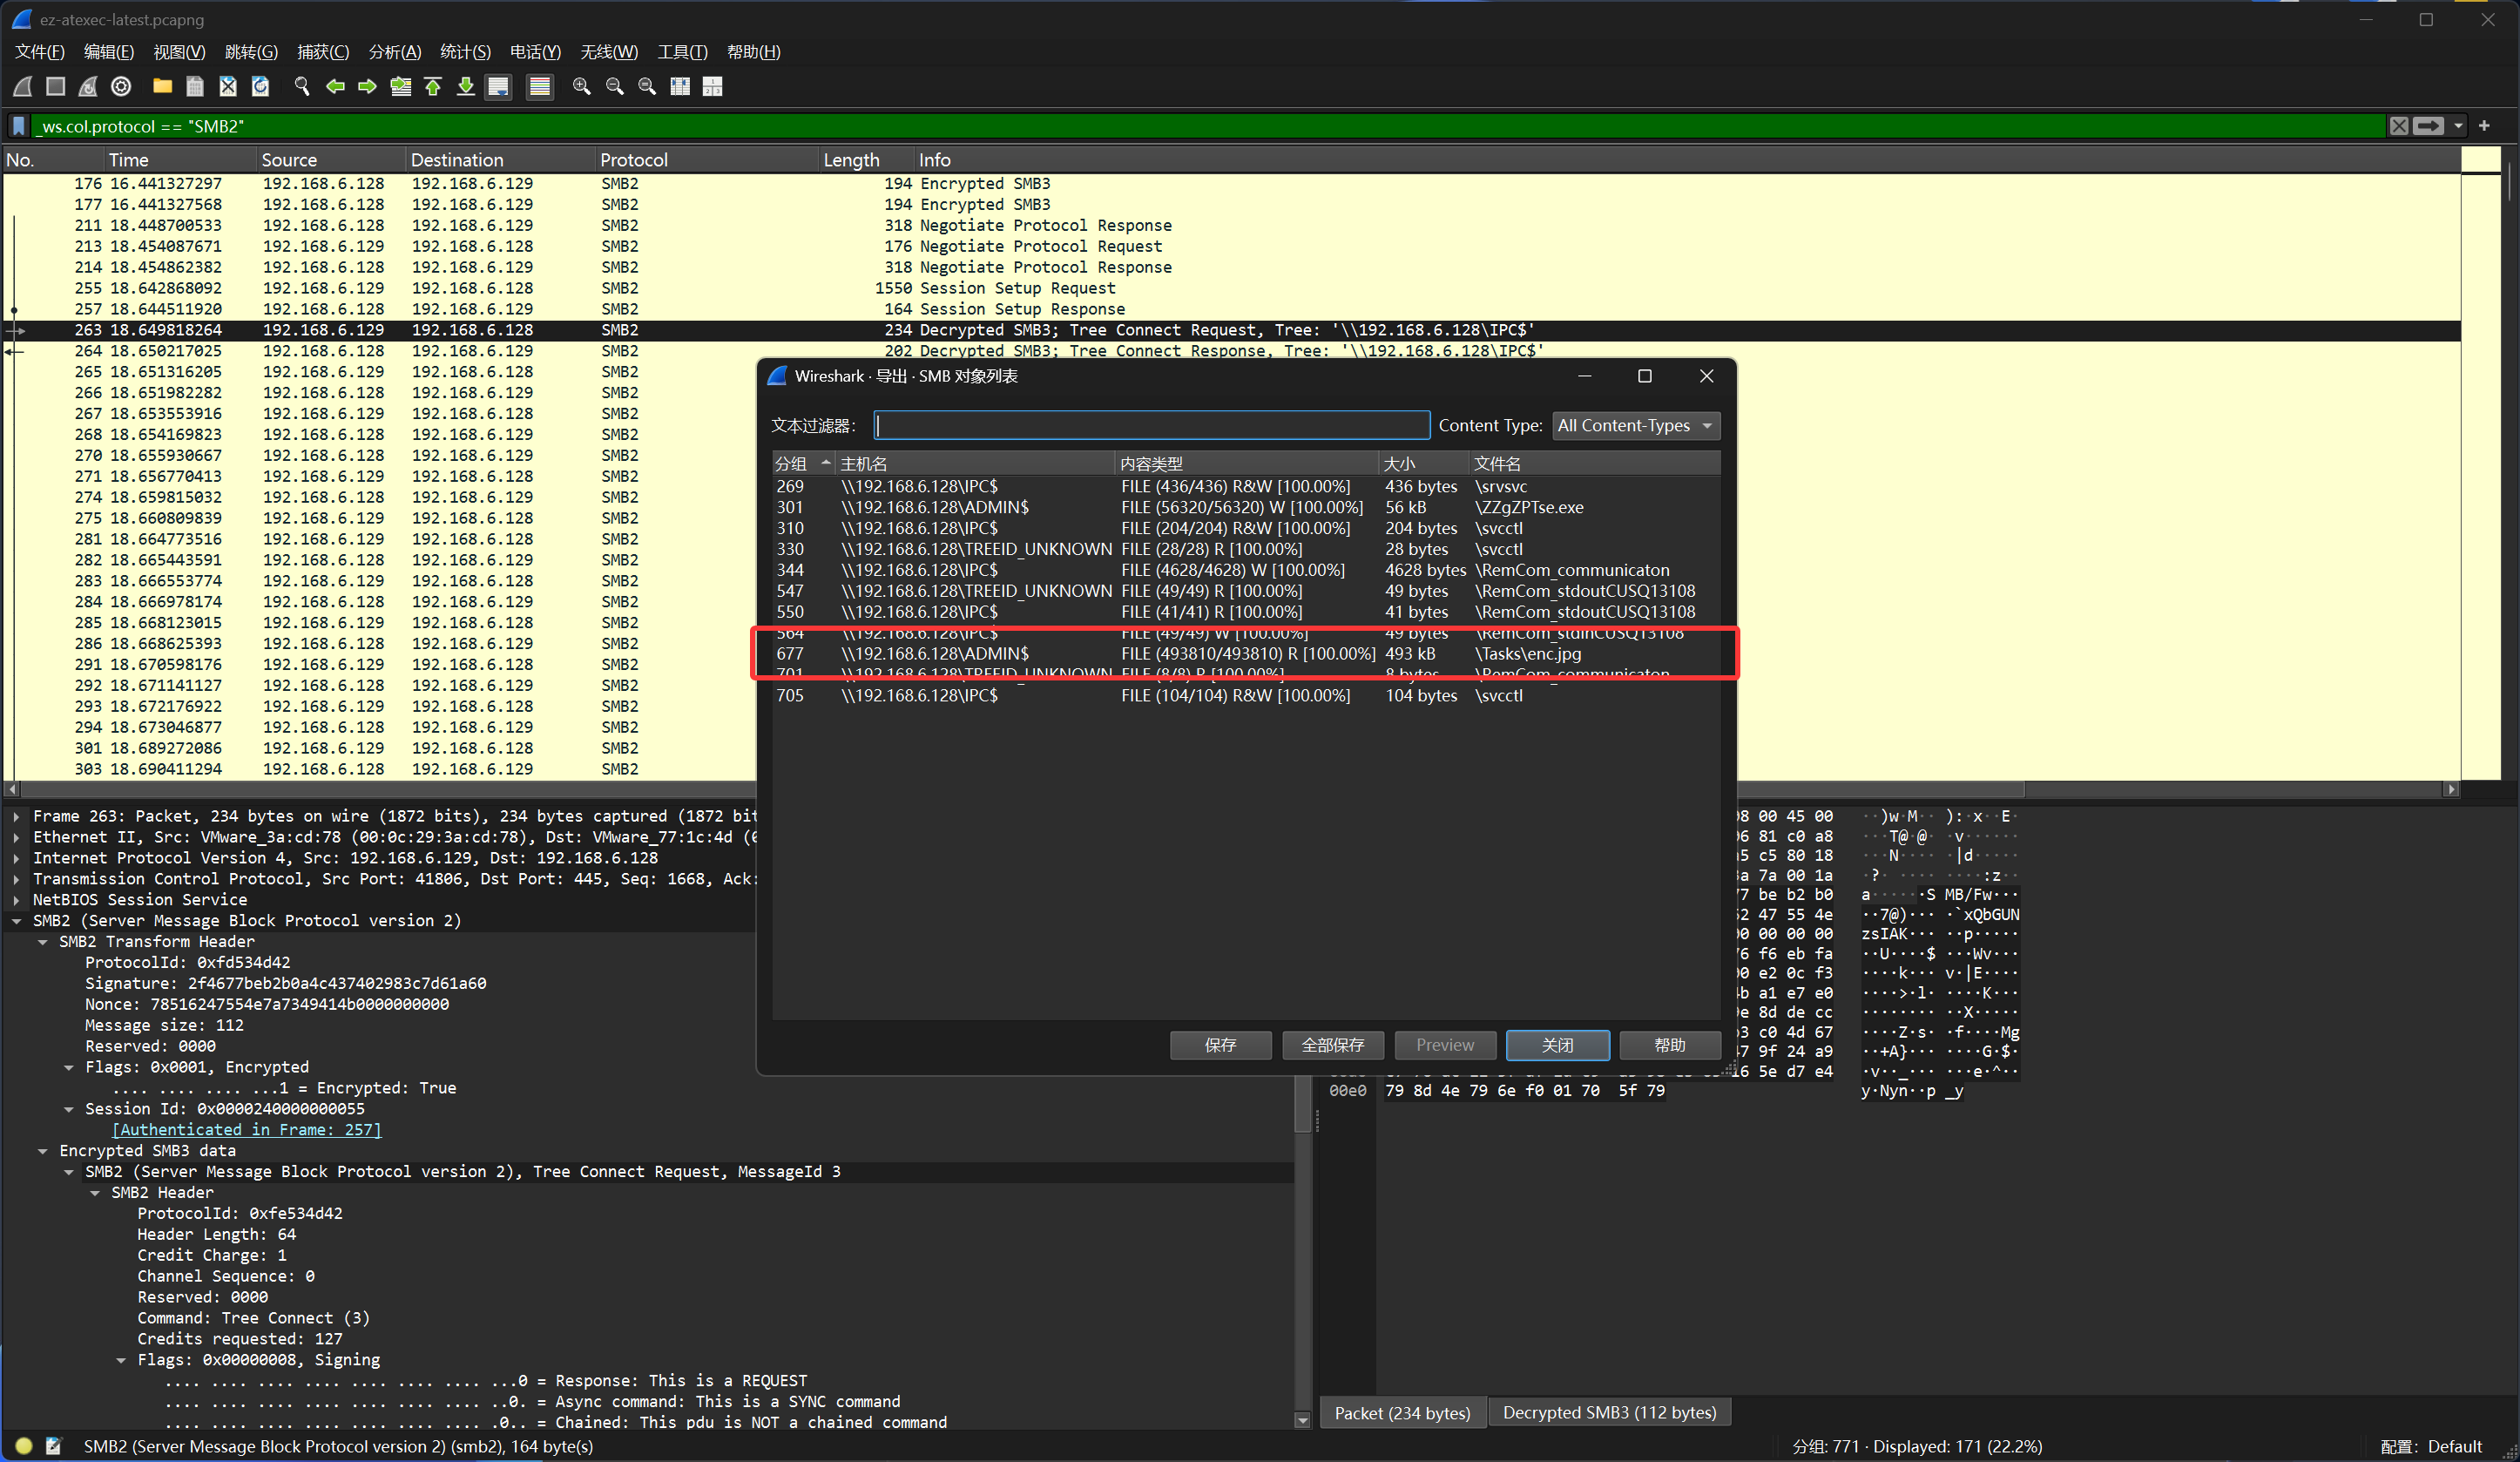 ez-atexec-latest.pcapng
文件(F) 编辑(E) 视图(V) 跳转(G) 捕获(C) 分析(A) 统计(S) 电话(Y) 无线(W) 工具(T) 帮助(H)
_ws.col.protocol == "SMB2"
No. Time Source Destination Protocol Length Info
176 16.441327297 192.168.6.128 192.168.6.129 SMB2 194 Encrypted SMB3
177 16.441327568 192.168.6.128 192.168.6.129 SMB2 194 Encrypted SMB3
211 18.448700533 192.168.6.128 192.168.6.129 SMB2 318 Negotiate Protocol Response
213 18.454087671 192.168.6.129 192.168.6.128 SMB2 176 Negotiate Protocol Request
214 18.454862382 192.168.6.128 192.168.6.129 SMB2 318 Negotiate Protocol Response
255 18.642868092 192.168.6.129 192.168.6.128 SMB2 1550 Session Setup Request
257 18.644511920 192.168.6.128 192.168.6.129 SMB2 164 Session Setup Response
263 18.649818264 192.168.6.129 192.168.6.128 SMB2 234 Decrypted SMB3; Tree Connect Request, Tree: '\\192.168.6.128\IPC$'
264 18.650217025 192.168.6.128 192.168.6.129 SMB2 202 Decrypted SMB3; Tree Connect Response, Tree: '\\192.168.6.128\IPC$'
265 18.651316205 192.168.6.129 192.168.6.128 SMB2
266 18.651982282 192.168.6.128 192.168.6.129 SMB2
267 18.653553916 192.168.6.129 192.168.6.128 SMB2
268 18.654169823 192.168.6.128 192.168.6.129 SMB2
270 18.655930667 192.168.6.129 192.168.6.128 SMB2
271 18.656770413 192.168.6.128 192.168.6.129 SMB2
274 18.659815032 192.168.6.129 192.168.6.128 SMB2
275 18.660809839 192.168.6.128 192.168.6.129 SMB2
281 18.664773516 192.168.6.129 192.168.6.128 SMB2
282 18.665443591 192.168.6.128 192.168.6.129 SMB2
283 18.666553774 192.168.6.129 192.168.6.128 SMB2
284 18.666978174 192.168.6.128 192.168.6.129 SMB2
285 18.668123015 192.168.6.129 192.168.6.128 SMB2
286 18.668625393 192.168.6.128 192.168.6.129 SMB2
291 18.670598176 192.168.6.129 192.168.6.128 SMB2
292 18.671141127 192.168.6.128 192.168.6.129 SMB2
293 18.672176922 192.168.6.129 192.168.6.128 SMB2
294 18.673046877 192.168.6.128 192.168.6.129 SMB2
301 18.689272086 192.168.6.129 192.168.6.128 SMB2
303 18.690411294 192.168.6.128 192.168.6.129 SMB2
Wireshark · 导出 · SMB 对象列表
文本过滤器： Content Type: All Content-Types
分组 主机名 内容类型 大小 文件名
269 \\192.168.6.128\IPC$ FILE (436/436) R&W [100.00%] 436 bytes \srvsvc
301 \\192.168.6.128\ADMIN$ FILE (56320/56320) W [100.00%] 56 kB \ZZgZPTse.exe
310 \\192.168.6.128\IPC$ FILE (204/204) R&W [100.00%] 204 bytes \svcctl
330 \\192.168.6.128\TREEID_UNKNOWN FILE (28/28) R [100.00%] 28 bytes \svcctl
344 \\192.168.6.128\IPC$ FILE (4628/4628) W [100.00%] 4628 bytes \RemCom_communicaton
547 \\192.168.6.128\TREEID_UNKNOWN FILE (49/49) R [100.00%] 49 bytes \RemCom_stdoutCUSQ13108
550 \\192.168.6.128\IPC$ FILE (41/41) R [100.00%] 41 bytes \RemCom_stdoutCUSQ13108
564 \\192.168.6.128\IPC$ FILE (49/49) W [100.00%] 49 bytes \RemCom_stdinCUSQ13108
677 \\192.168.6.128\ADMIN$ FILE (493810/493810) R [100.00%] 493 kB \Tasks\enc.jpg
701 \\192.168.6.128\TREEID_UNKNOWN FILE (8/8) R [100.00%] 8 bytes \RemCom_communicaton
705 \\192.168.6.128\IPC$ FILE (104/104) R&W [100.00%] 104 bytes \svcctl
保存 全部保存 Preview 关闭 帮助
Frame 263: Packet, 234 bytes on wire (1872 bits), 234 bytes captured (1872 bit
Ethernet II, Src: VMware_3a:cd:78 (00:0c:29:3a:cd:78), Dst: VMware_77:1c:4d (0
Internet Protocol Version 4, Src: 192.168.6.129, Dst: 192.168.6.128
Transmission Control Protocol, Src Port: 41806, Dst Port: 445, Seq: 1668, Ack:
NetBIOS Session Service
SMB2 (Server Message Block Protocol version 2)
SMB2 Transform Header
ProtocolId: 0xfd534d42
Signature: 2f4677beb2b0a4c437402983c7d61a60
Nonce: 78516247554e7a7349414b0000000000
Message size: 112
Reserved: 0000
Flags: 0x0001, Encrypted
.... .... .... ...1 = Encrypted: True
Session Id: 0x0000240000000055
[Authenticated in Frame: 257]
Encrypted SMB3 data
SMB2 (Server Message Block Protocol version 2), Tree Connect Request, MessageId 3
SMB2 Header
ProtocolId: 0xfe534d42
Header Length: 64
Credit Charge: 1
Channel Sequence: 0
Reserved: 0000
Command: Tree Connect (3)
Credits requested: 127
Flags: 0x00000008, Signing
.... .... .... .... .... .... .... ...0 = Response: This is a REQUEST
.... .... .... .... .... .... .... ..0. = Async command: This is a SYNC command
.... .... .... .... .... .... .... .0.. = Chained: This pdu is NOT a chained command
08 00 45 00 ··)w·M·· ):·x··E·
06 81 c0 a8 ···T@·@· ·v······
a5 c5 80 18 ···N···· ·|d·····
3a 7a 00 1a ·?·· ···· ····:z··
77 be b2 b0 a·····S MB/Fw···
62 47 55 4e ··7@)··· ·`xQbGUN
00 00 00 00 zsIAK··· ··p·····
76 f6 eb fa ··U····$ ···Wv···
00 e2 0c f3 ····k··· v·|E····
4b a1 e7 e0 ····>·l· ····K···
9e 8d de cc ········ ··X·····
b3 c0 4d 67 ····Z·s· ·f····Mg
47 9f 24 a9 ··+A}··· ····G·$·
16 5e d7 e4 ·v··_··· ···e·^··
00e0 79 8d 4e 79 6e f0 01 70 5f 79 y·Nyn··p _y
Packet (234 bytes) Decrypted SMB3 (112 bytes)
SMB2 (Server Message Block Protocol version 2) (smb2), 164 byte(s) 分组: 771 · Displayed: 171 (22.2%) 配置： Default